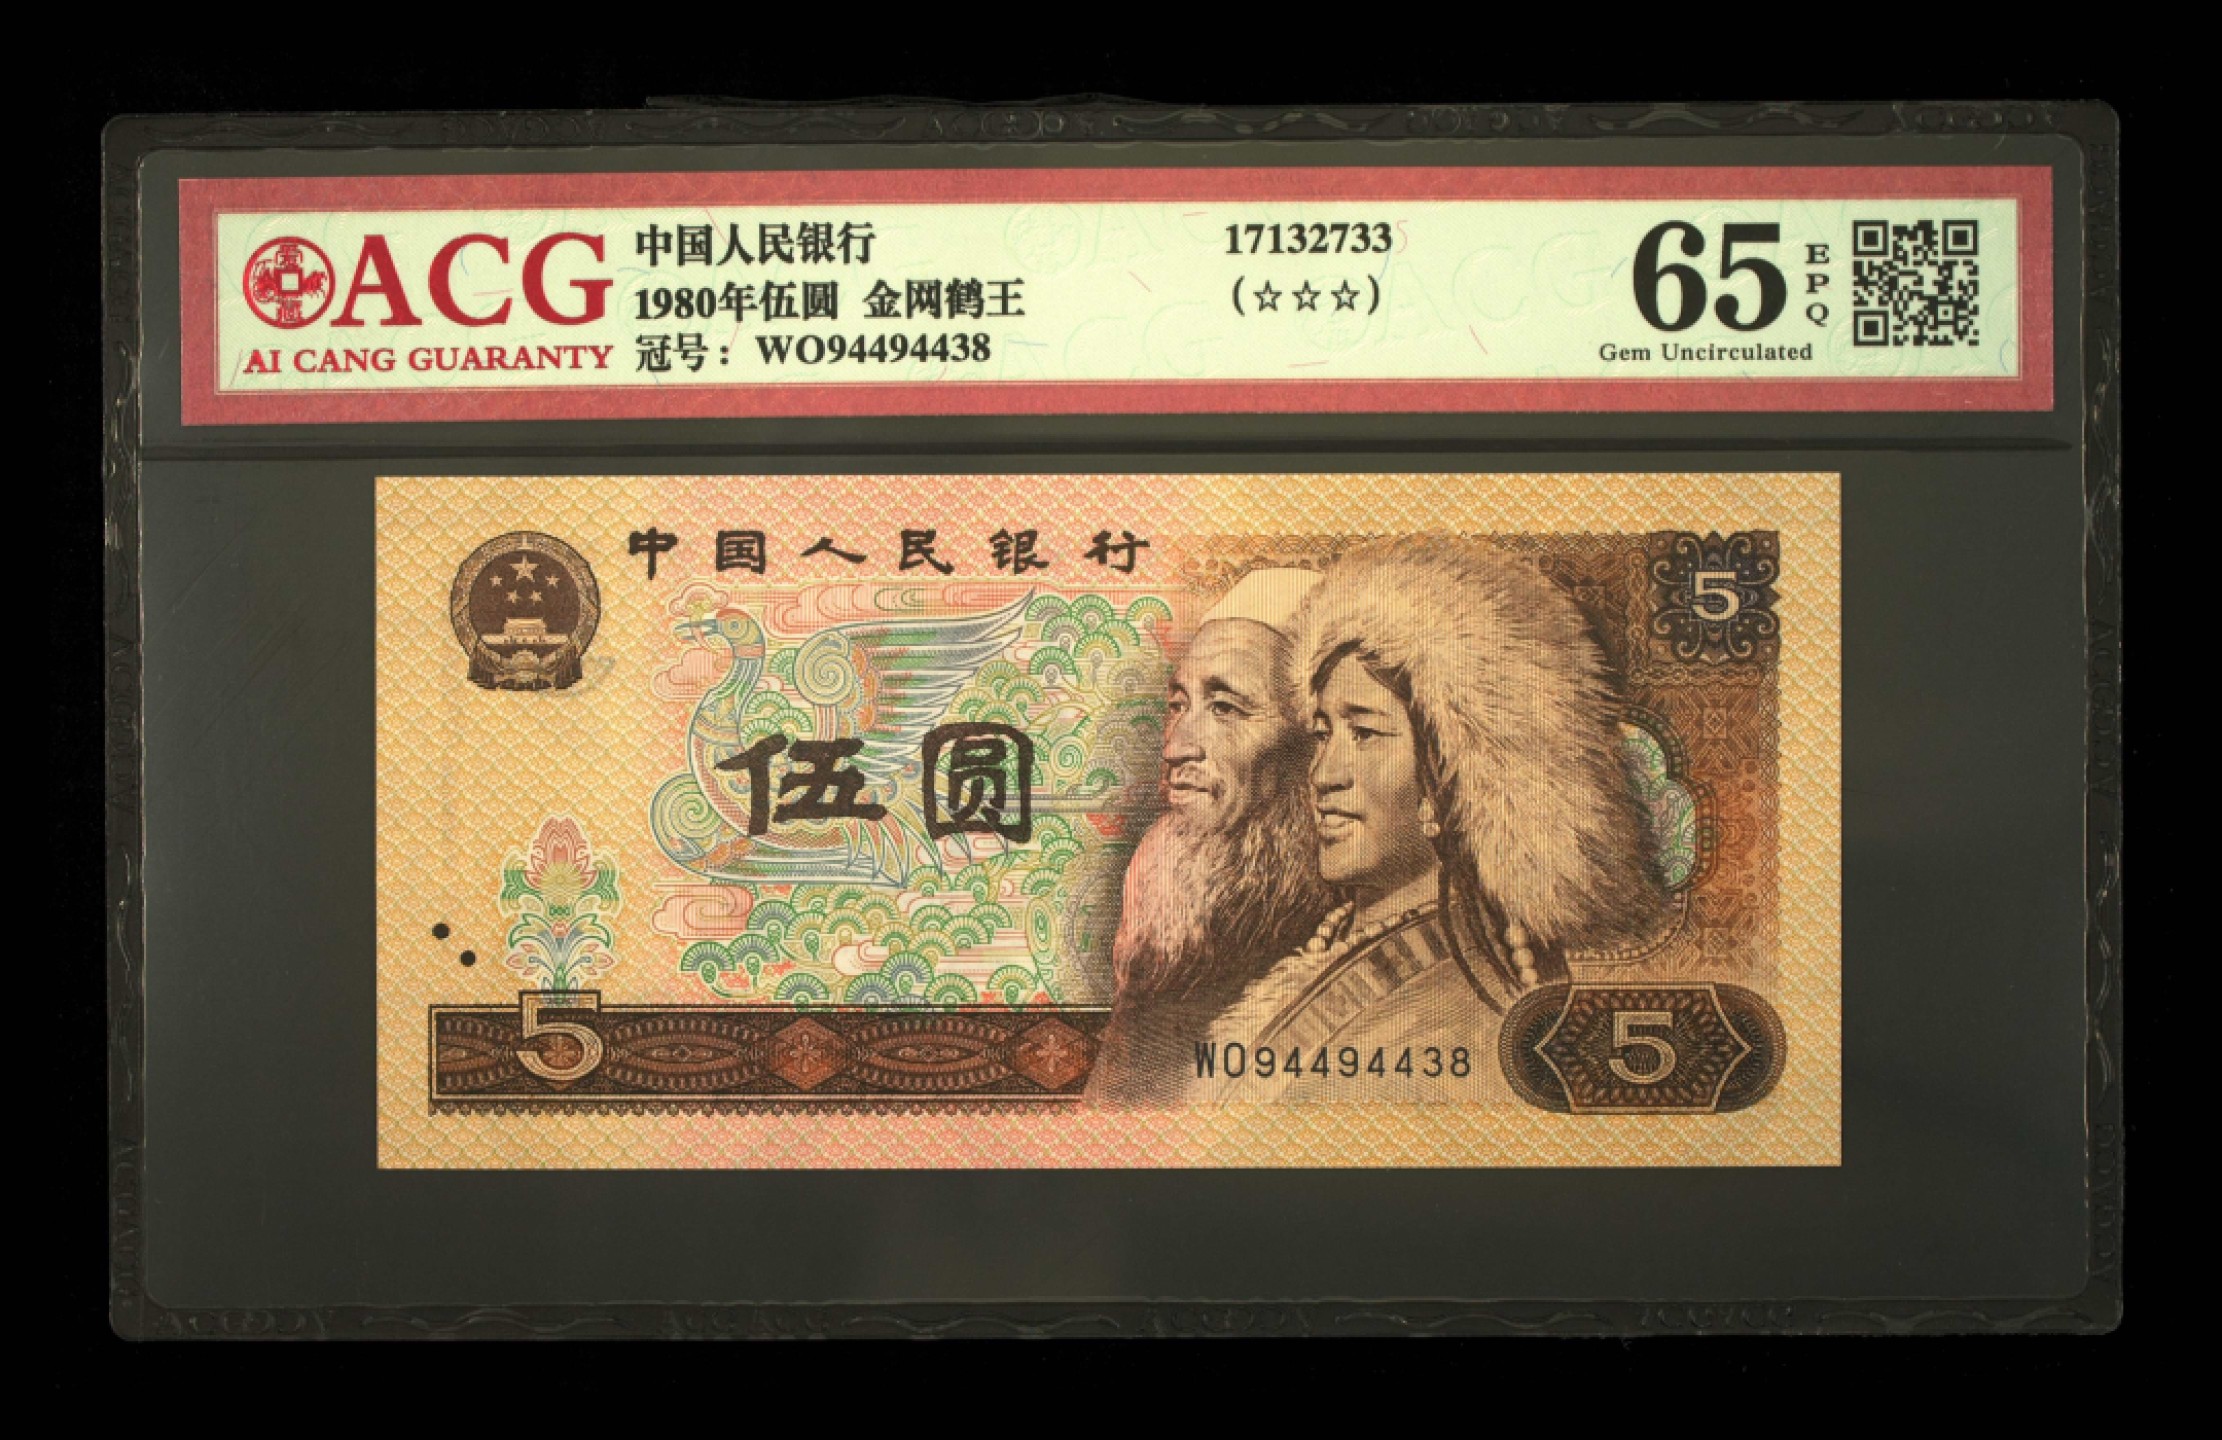 ACG
AI CANG GUARANTY
中国人民银行
1980年伍圆 金网鹤王
冠号： WO94494438
17132733
(☆☆☆)
65
EPQ
Gem Uncirculated
中国人民银行
5
伍圆
5
WO94494438
5